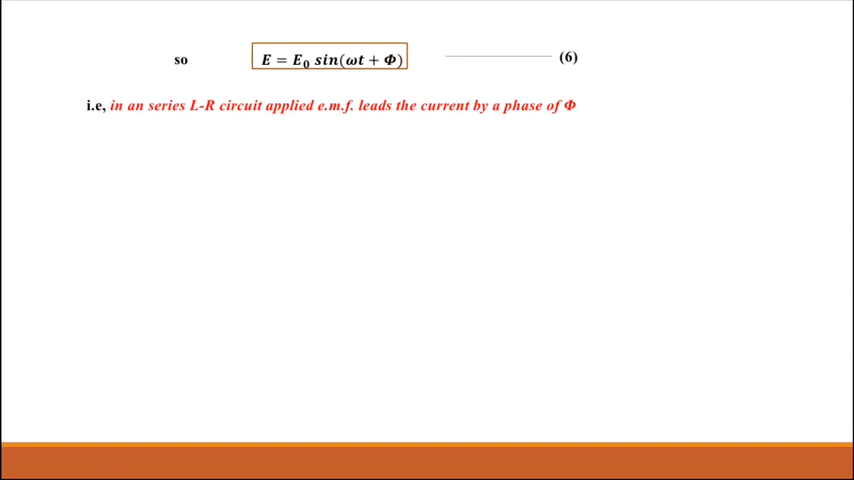 so E = E₀ sin(ωt + Φ) (6)
i.e, in an series L-R circuit applied e.m.f. leads the current by a phase of Φ